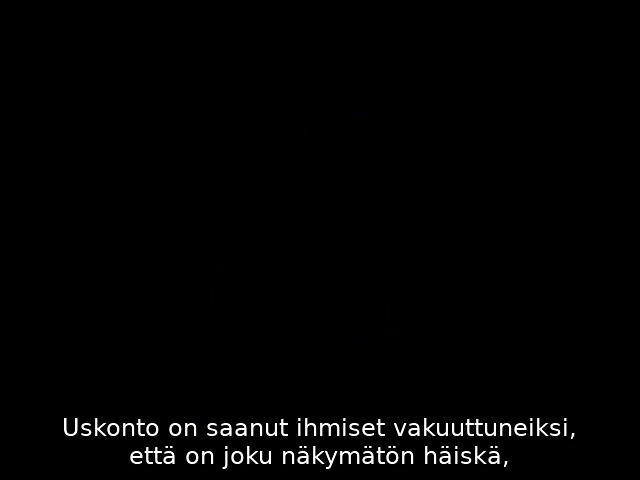 Uskonto on saanut ihmiset vakuuttuneiksi,
että on joku näkymätön häiskä,